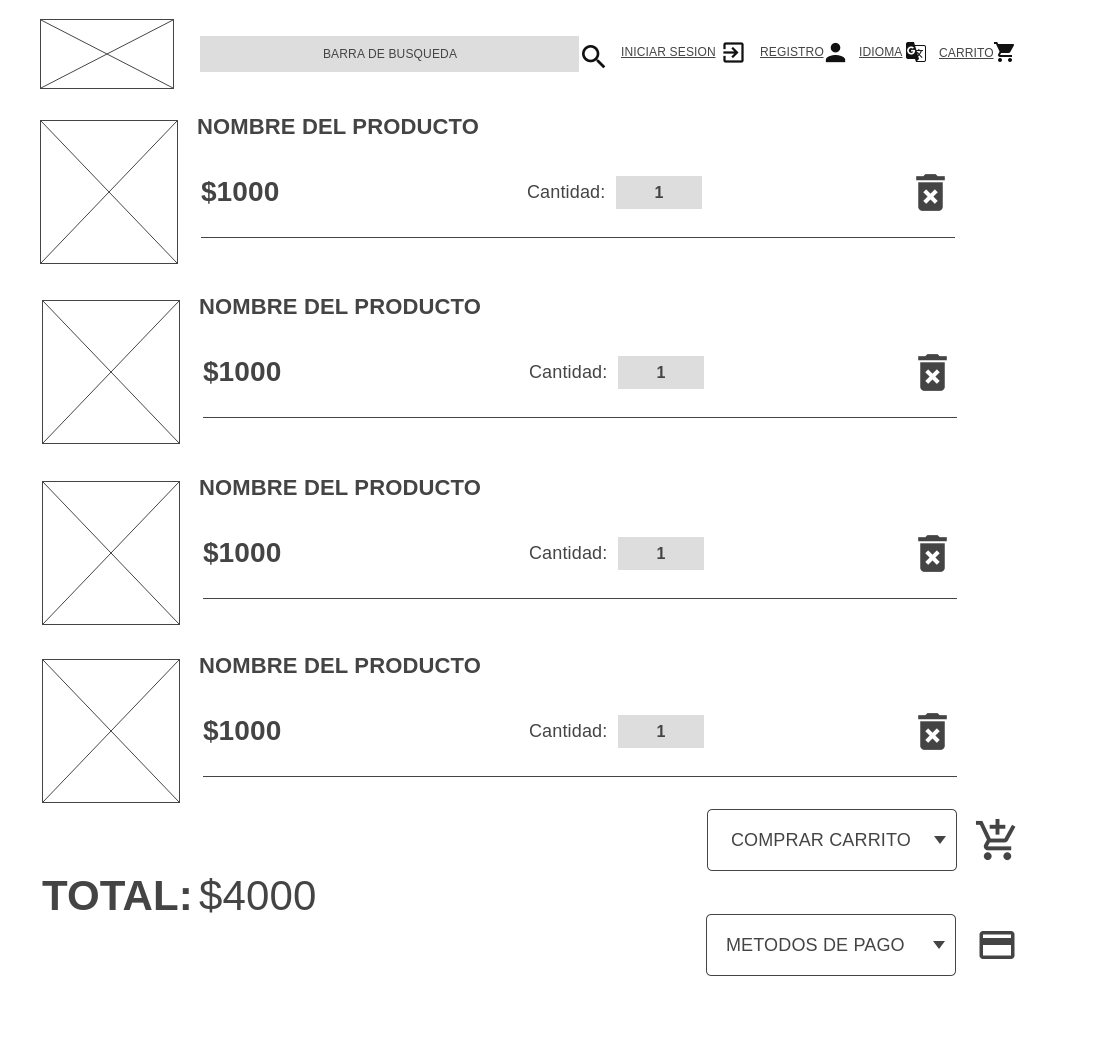 BARRA DE BUSQUEDA INICIAR SESION REGISTRO IDIOMA CARRITO
NOMBRE DEL PRODUCTO
$1000 Cantidad: 1
NOMBRE DEL PRODUCTO
$1000 Cantidad: 1
NOMBRE DEL PRODUCTO
$1000 Cantidad: 1
NOMBRE DEL PRODUCTO
$1000 Cantidad: 1
COMPRAR CARRITO
TOTAL: $4000
METODOS DE PAGO